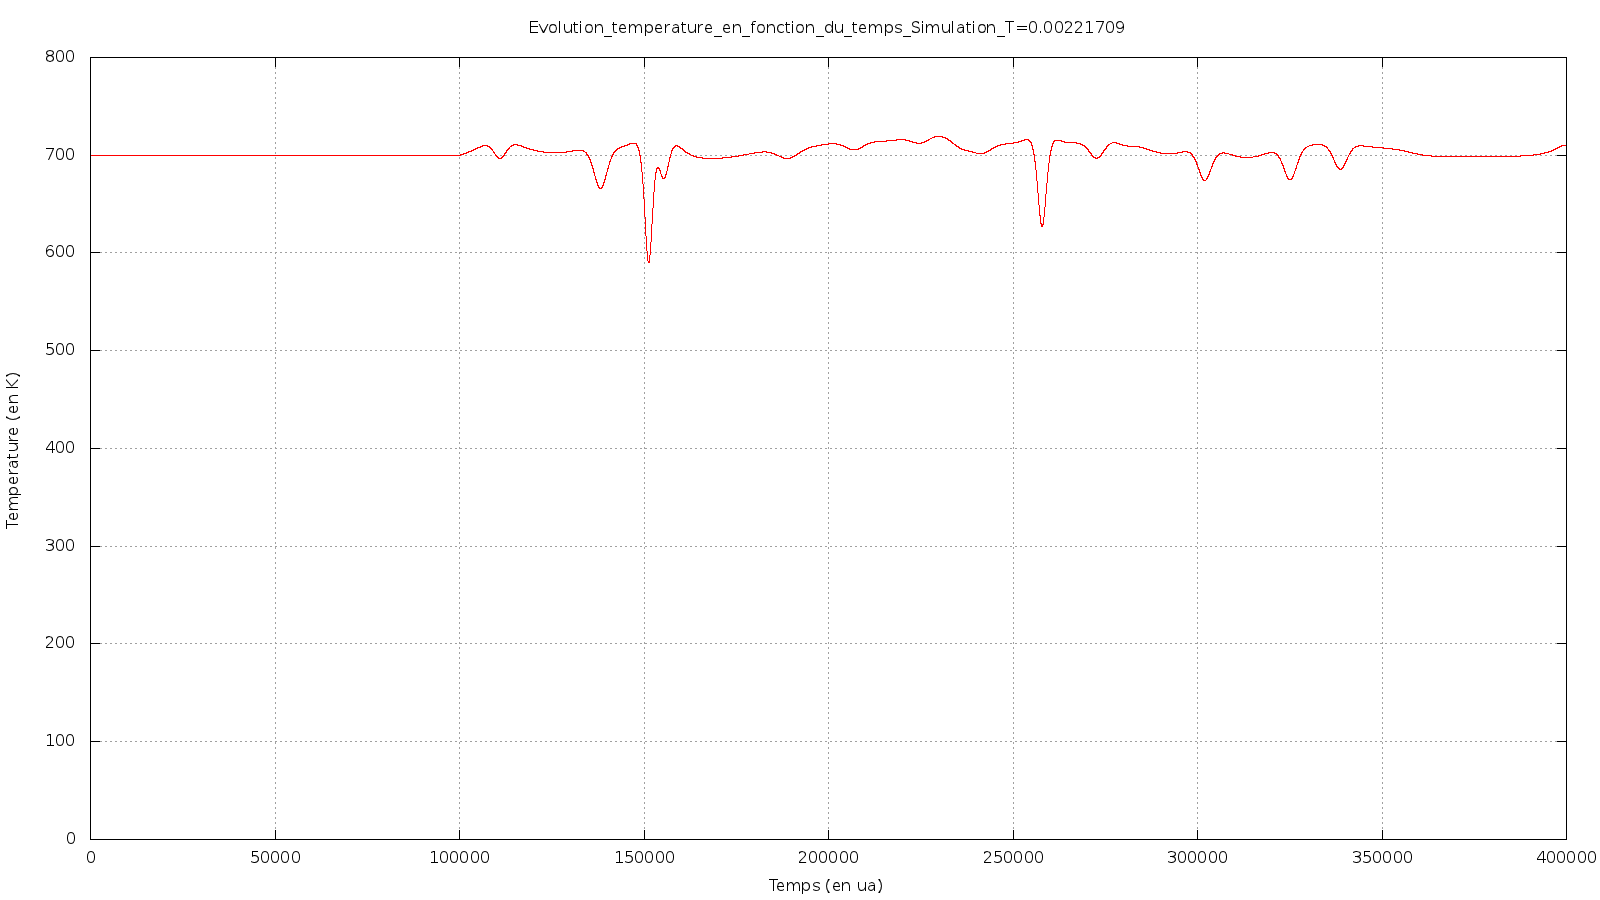 Evolution_temperature_en_fonction_du_temps_Simulation_T=0.00221709
800
700
600
500
400
300
200
100
0
Temperature (en K)
0 50000 100000 150000 200000 250000 300000 350000 400000
Temps (en ua)